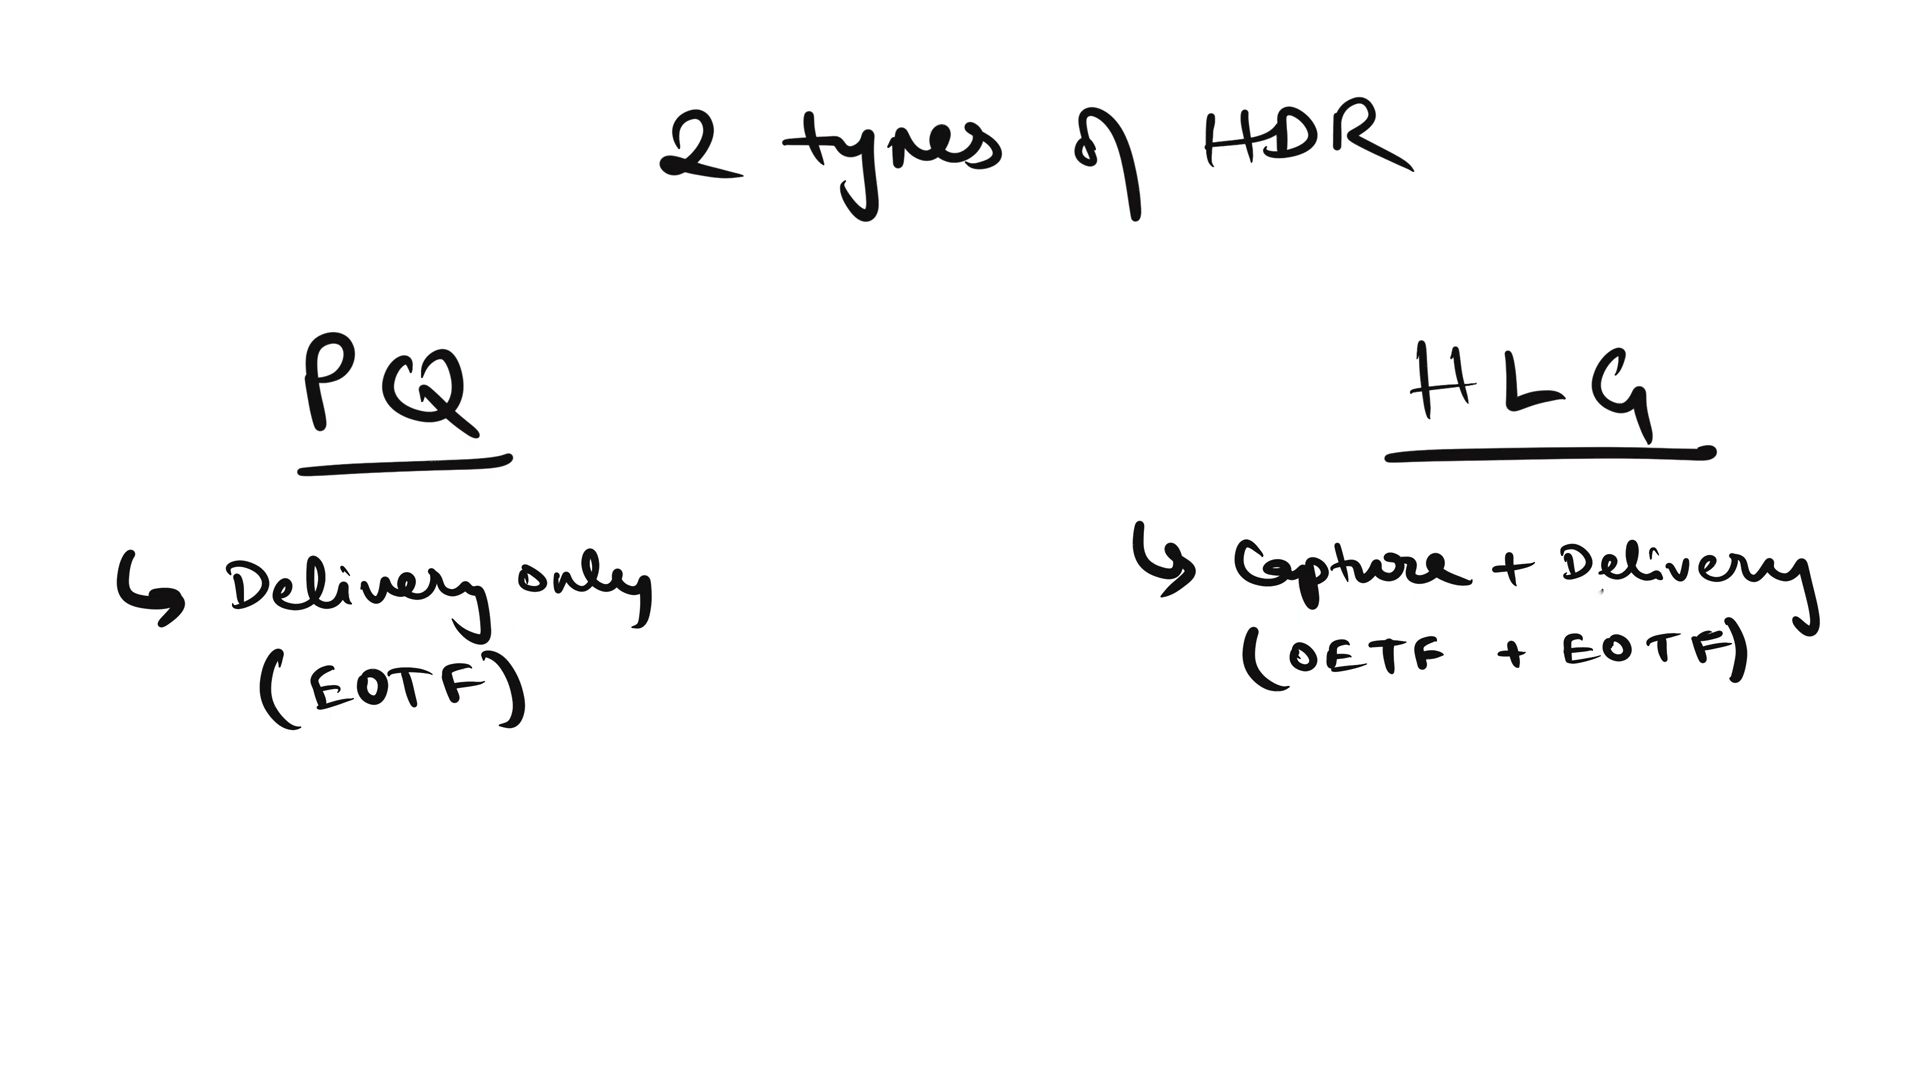 2 types of HDR
PQ
Delivery only
(EOTF)
HLG
Capture + Delivery
(OETF + EOTF)